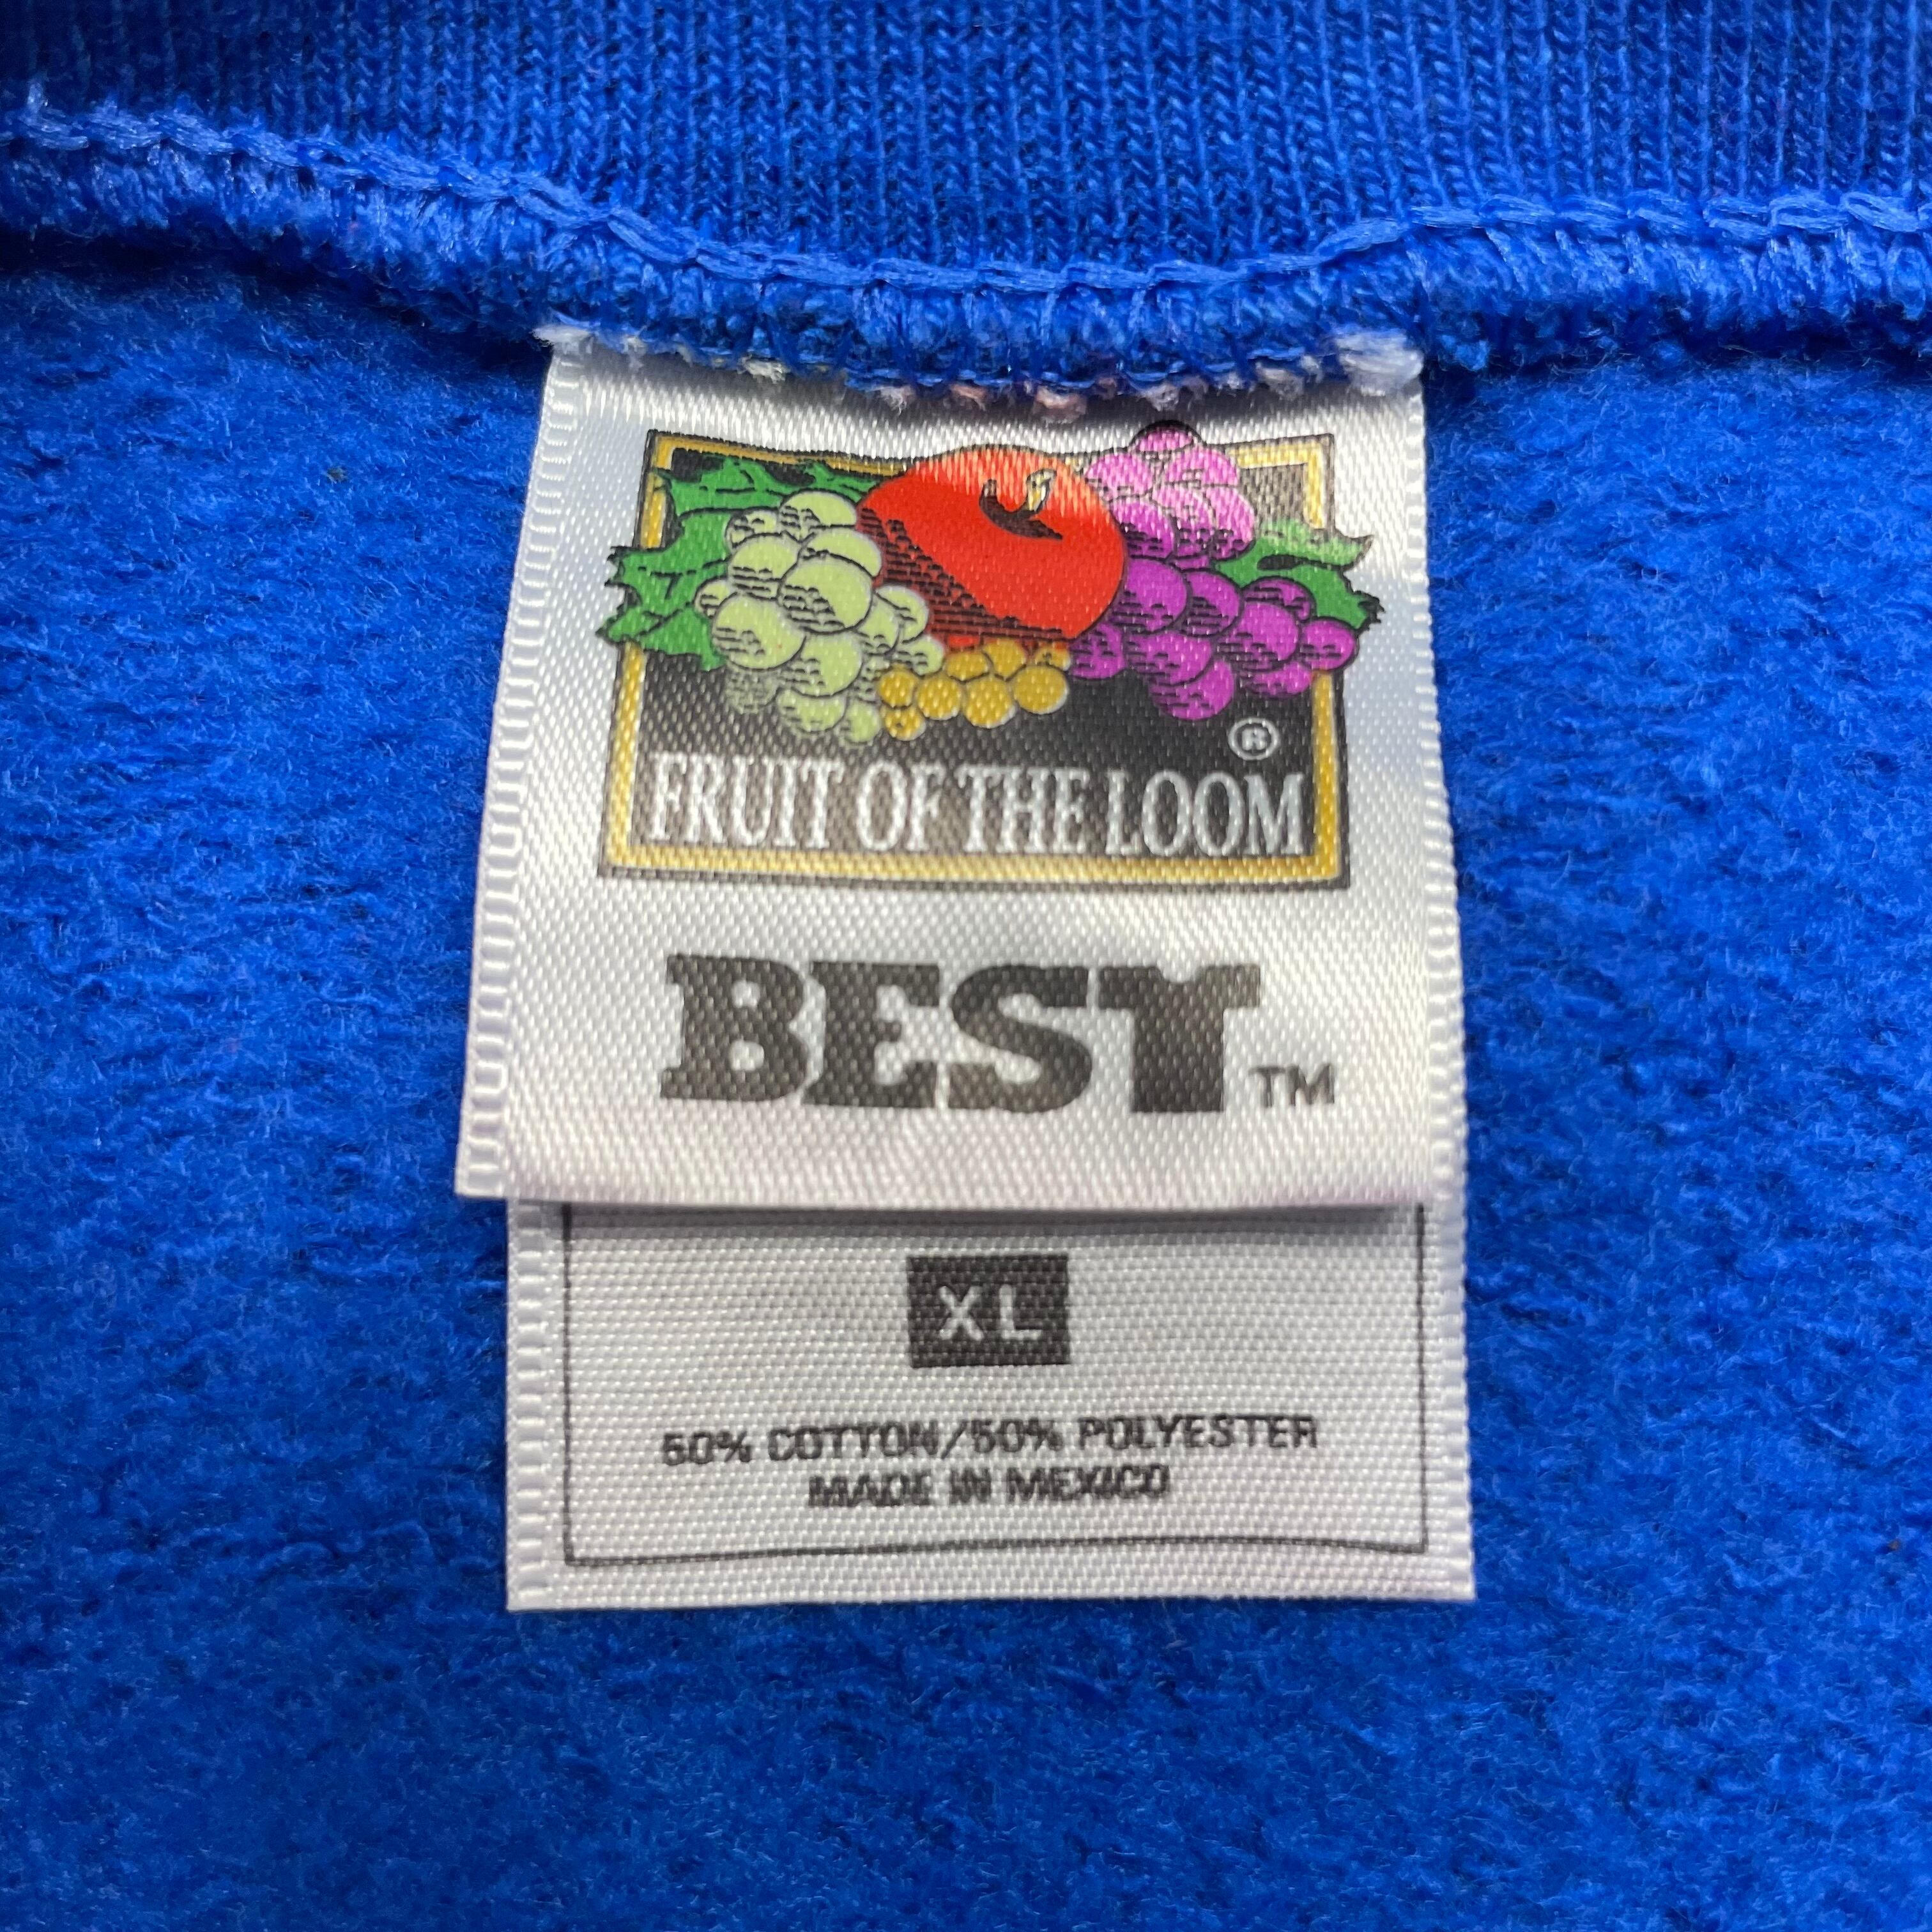 ®
FRUIT OF THE LOOM
BEST™
XL
50% COTTON/50% POLYESTER
MADE IN MEXICO